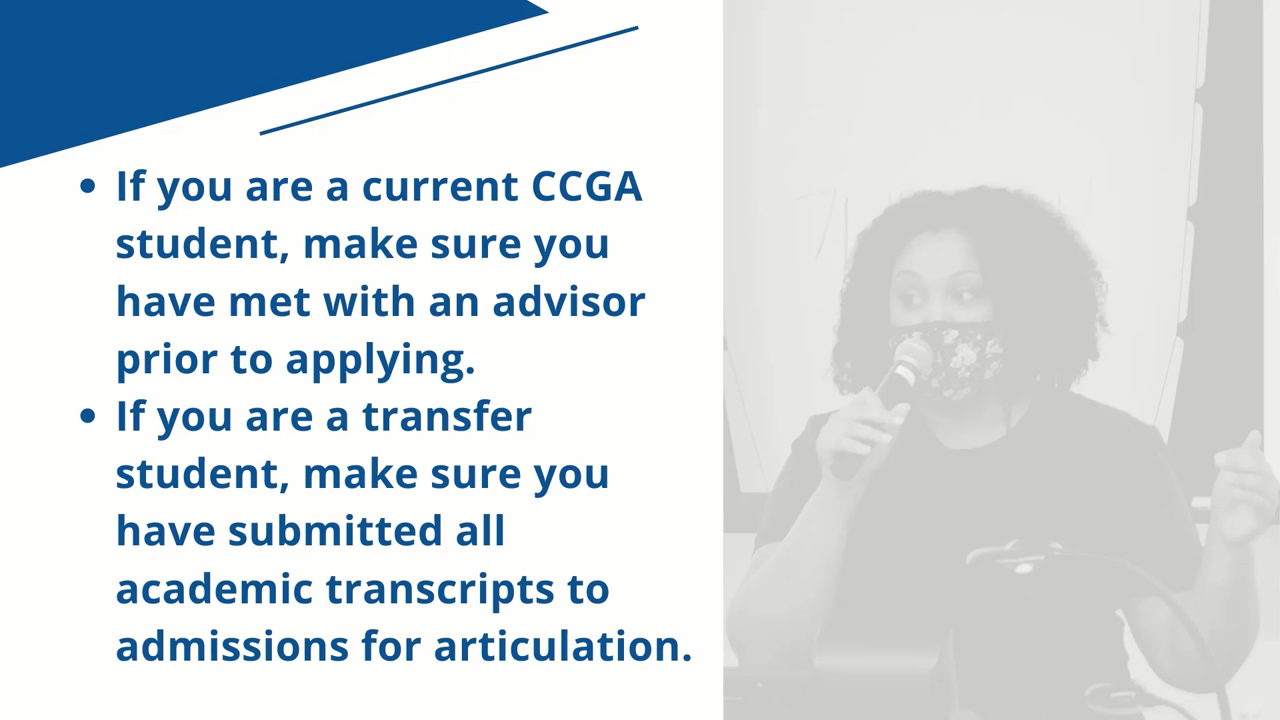 • If you are a current CCGA
student, make sure you
have met with an advisor
prior to applying.
• If you are a transfer
student, make sure you
have submitted all
academic transcripts to
admissions for articulation.